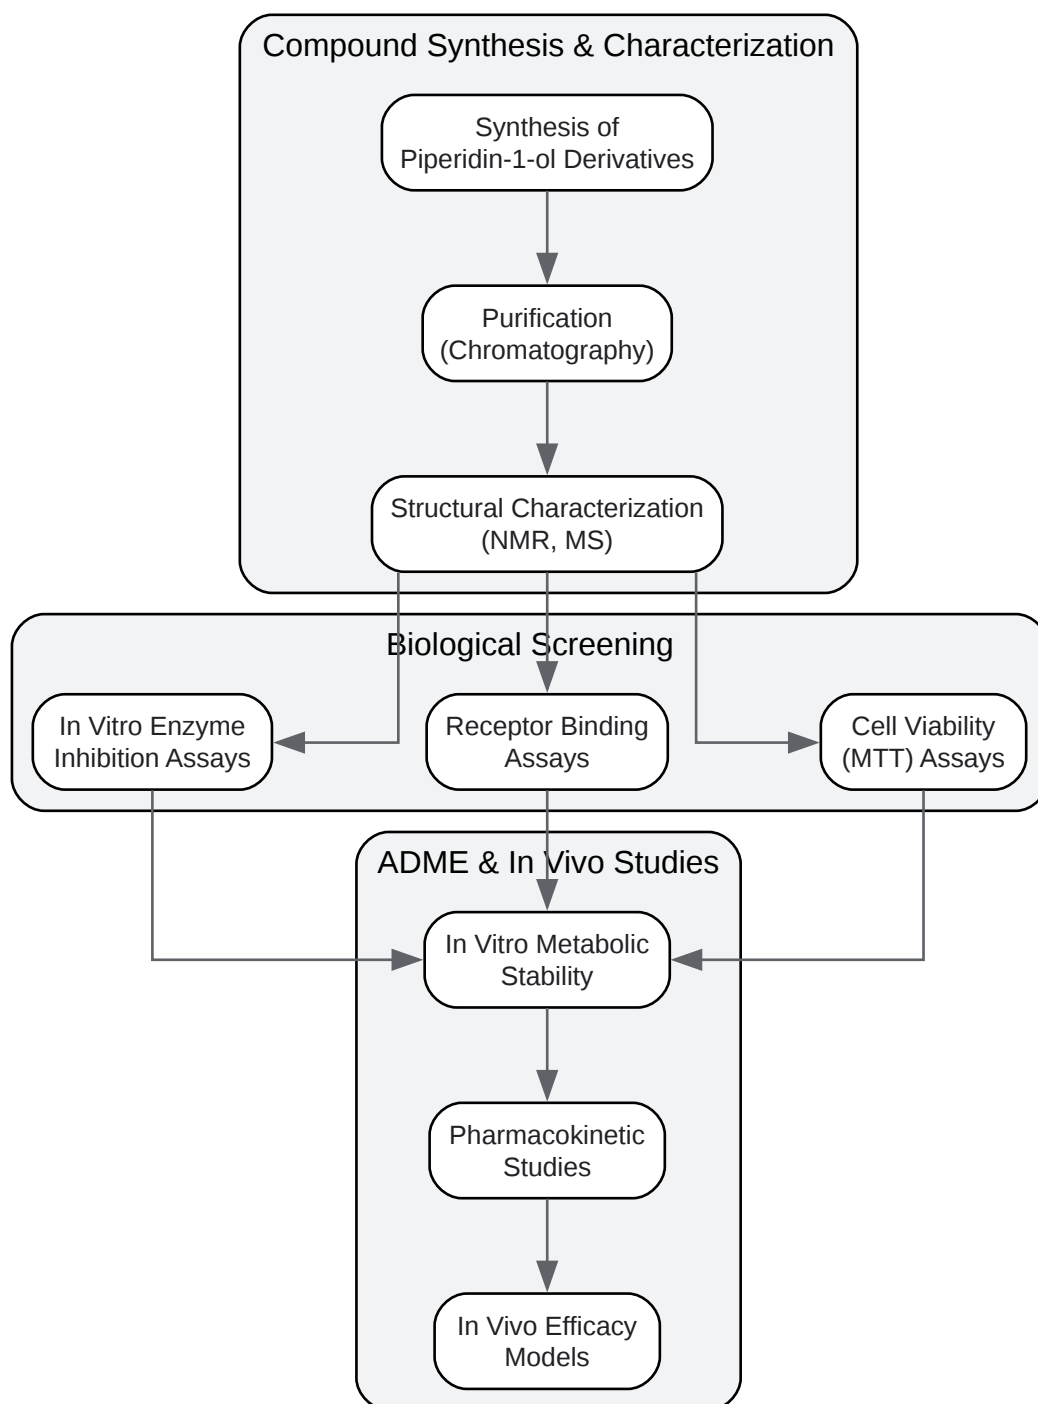 Compound Synthesis & Characterization
Synthesis of
Piperidin-1-ol Derivatives
Purification
(Chromatography)
Structural Characterization
(NMR, MS)
Biological Screening
In Vitro Enzyme
Inhibition Assays
Receptor Binding
Assays
Cell Viability
(MTT) Assays
ADME & In Vivo Studies
In Vitro Metabolic
Stability
Pharmacokinetic
Studies
In Vivo Efficacy
Models